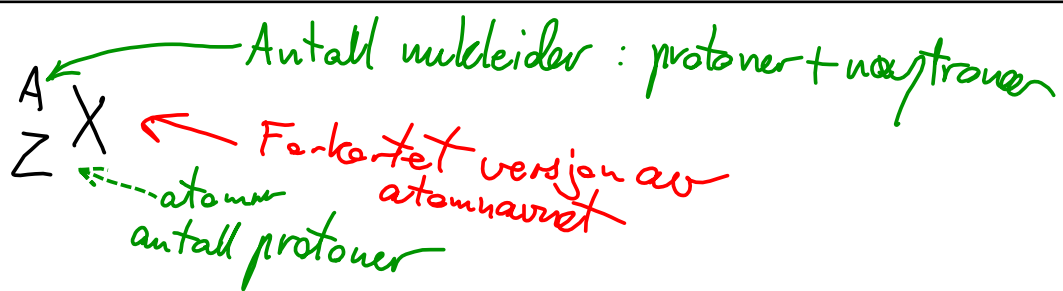 Antall nukleider : protoner + nøytroner
A
X
Z
Forkortet versjon av
atomnavnet
atomnr
antall protoner